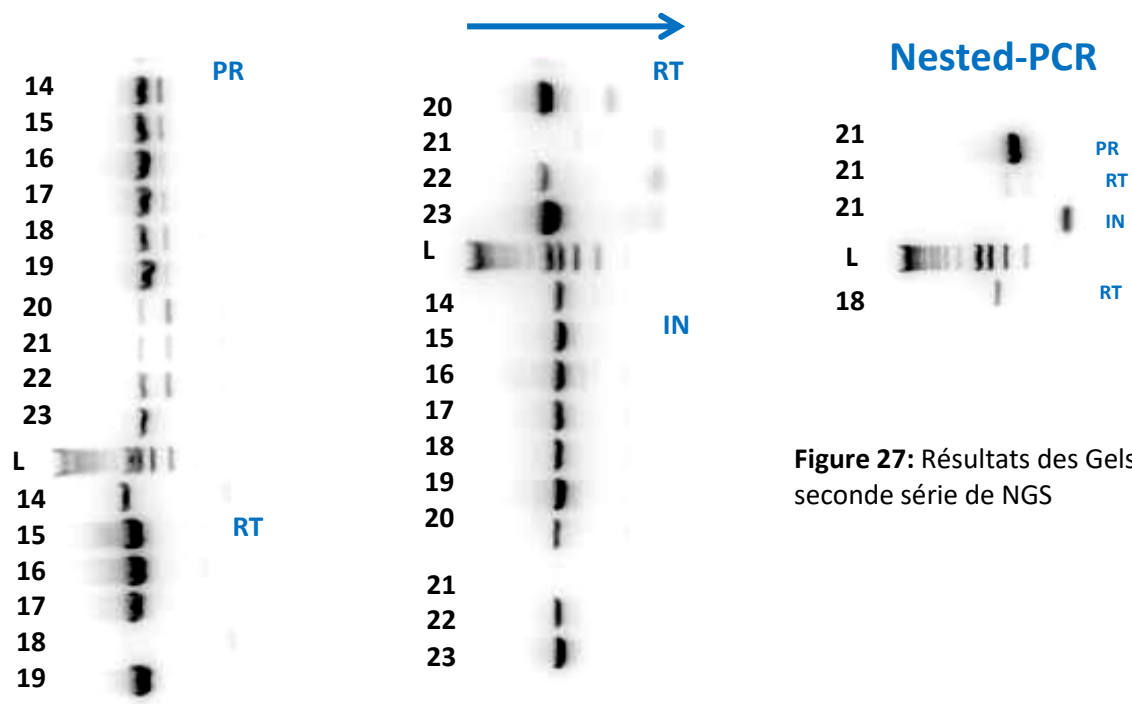 PR
14
15
16
17
18
19
20
21
22
23
L
14
15
RT
16
17
18
19
RT
20
21
22
23
L
14
IN
15
16
17
18
19
20
21
22
23
Nested-PCR
21
PR
21
RT
21
IN
L
18
RT
Figure 27: Résultats des Gels
seconde série de NGS